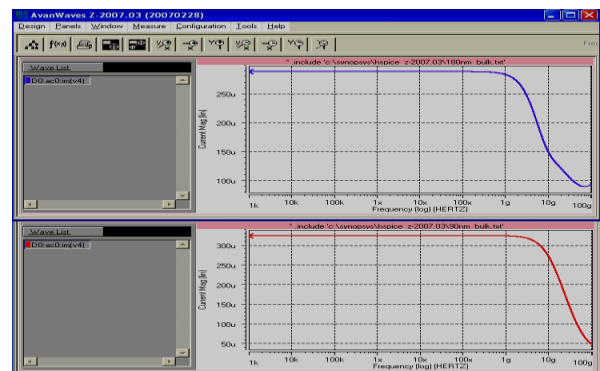 AvanWaves Z-2007.03 (20070228)
Design Panels Window Measure Configuration Tools Help
f(x)
Wave List
D0:ac0:im(v4)
* .include 'c:\synopsys\hspice_z-2007.03\180nm_bulk.txt'
Current Mag (lin)
250u
200u
150u
100u
1k 10k 100k 1x 10x 100x 1g 10g 100g
Frequency (log) (HERTZ)
Wave List
D0:ac0:im(v4)
* .include 'c:\synopsys\hspice_z-2007.03\90nm_bulk.txt'
Current Mag (lin)
300u
250u
200u
150u
100u
50u
1k 10k 100k 1x 10x 100x 1g 10g 100g
Frequency (log) (HERTZ)